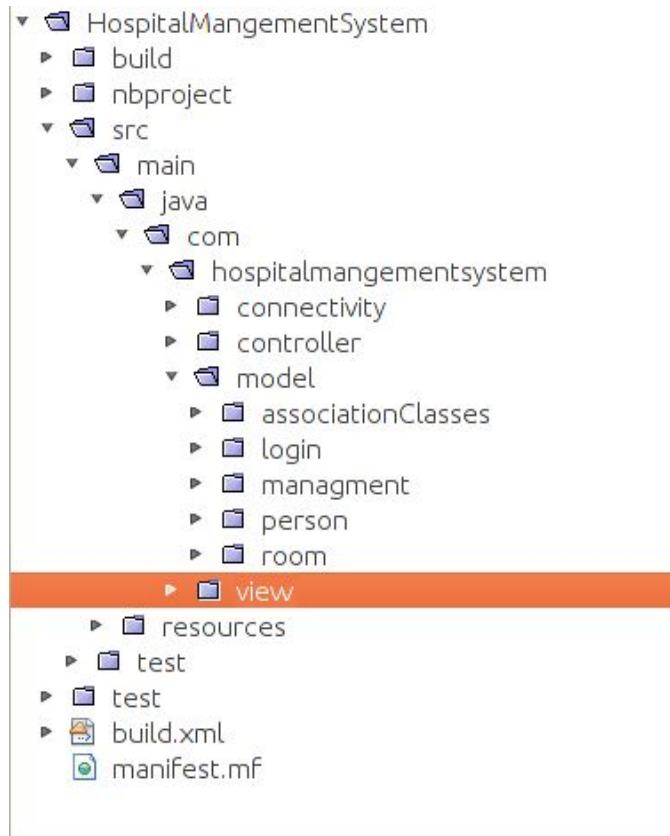 HospitalMangementSystem
build
nbproject
src
main
java
com
hospitalmangementsystem
connectivity
controller
model
associationClasses
login
managment
person
room
view
resources
test
test
build.xml
manifest.mf